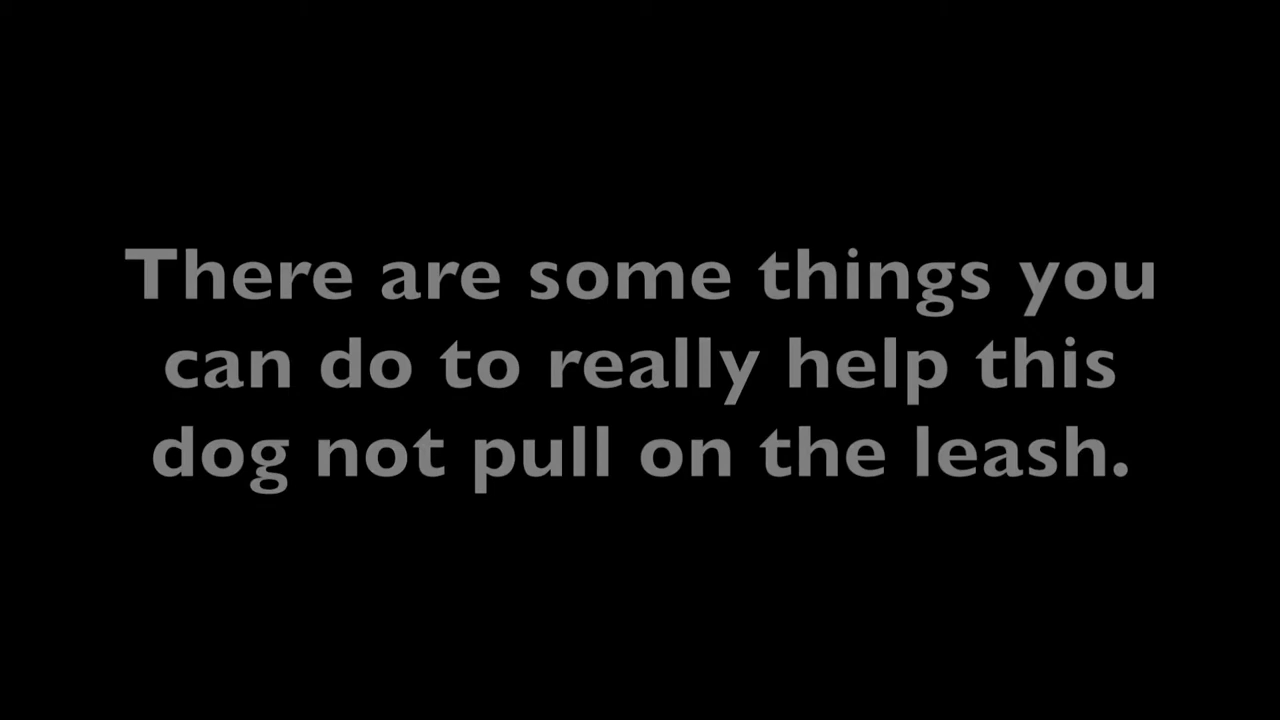 There are some things you
can do to really help this
dog not pull on the leash.